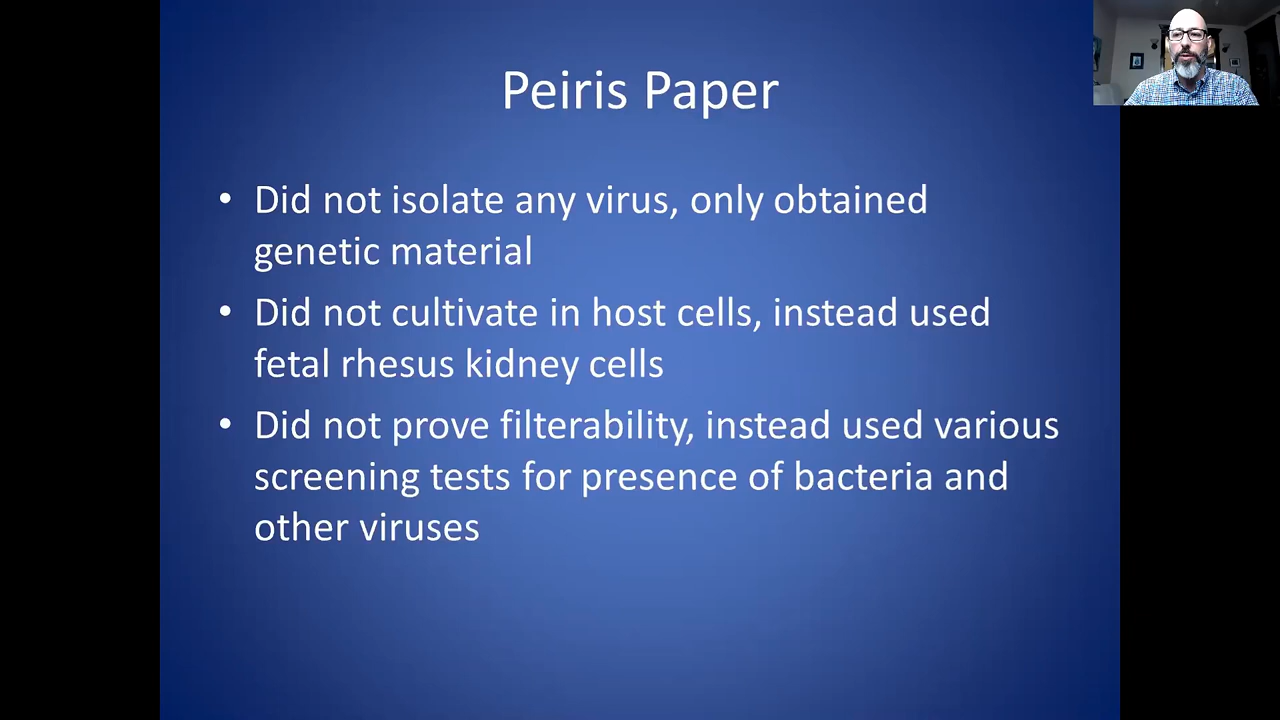 Peiris Paper
• Did not isolate any virus, only obtained
genetic material
• Did not cultivate in host cells, instead used
fetal rhesus kidney cells
• Did not prove filterability, instead used various
screening tests for presence of bacteria and
other viruses